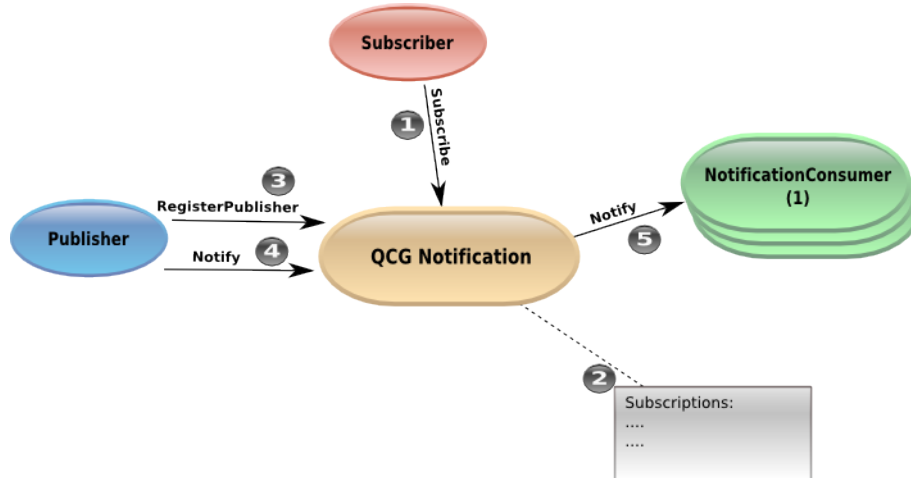 Subscriber
1
Subscribe
3
RegisterPublisher
Publisher
Notify
4
QCG Notification
Notify
5
NotificationConsumer
(1)
2
Subscriptions:
....
....